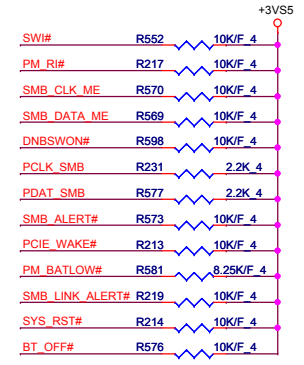 +3VS5
SWI# R552 10K/F_4
PM_RI# R217 10K/F_4
SMB_CLK_ME R570 10K/F_4
SMB_DATA_ME R569 10K/F_4
DNBSWON# R598 10K/F_4
PCLK_SMB R231 2.2K_4
PDAT_SMB R577 2.2K_4
SMB_ALERT# R573 10K/F_4
PCIE_WAKE# R213 10K/F_4
PM_BATLOW# R581 8.25K/F_4
SMB_LINK_ALERT# R219 10K/F_4
SYS_RST# R214 10K/F_4
BT_OFF# R576 10K/F_4